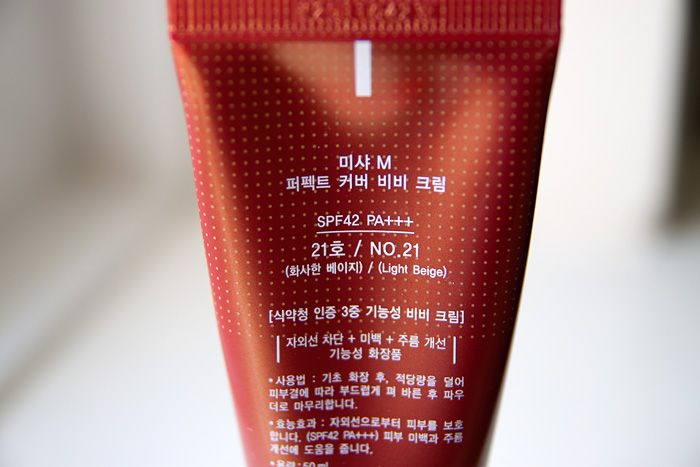 미샤 M
퍼펙트 커버 비비 크림
SPF42 PA+++
21호 / NO.21
(화사한 베이지) / (Light Beige)
[식약청 인증 3중 기능성 비비 크림]
자외선 차단 + 미백 + 주름 개선
기능성 화장품
• 사용법 : 기초 화장 후, 적당량을 덜어
피부결에 따라 부드럽게 펴 바른 후 파우
더로 마무리합니다.
• 효능효과 : 자외선으로부터 피부를 보호
합니다. (SPF42 PA+++) 피부 미백과 주름
개선에 도움을 줍니다.
• 용량 : 50 ml